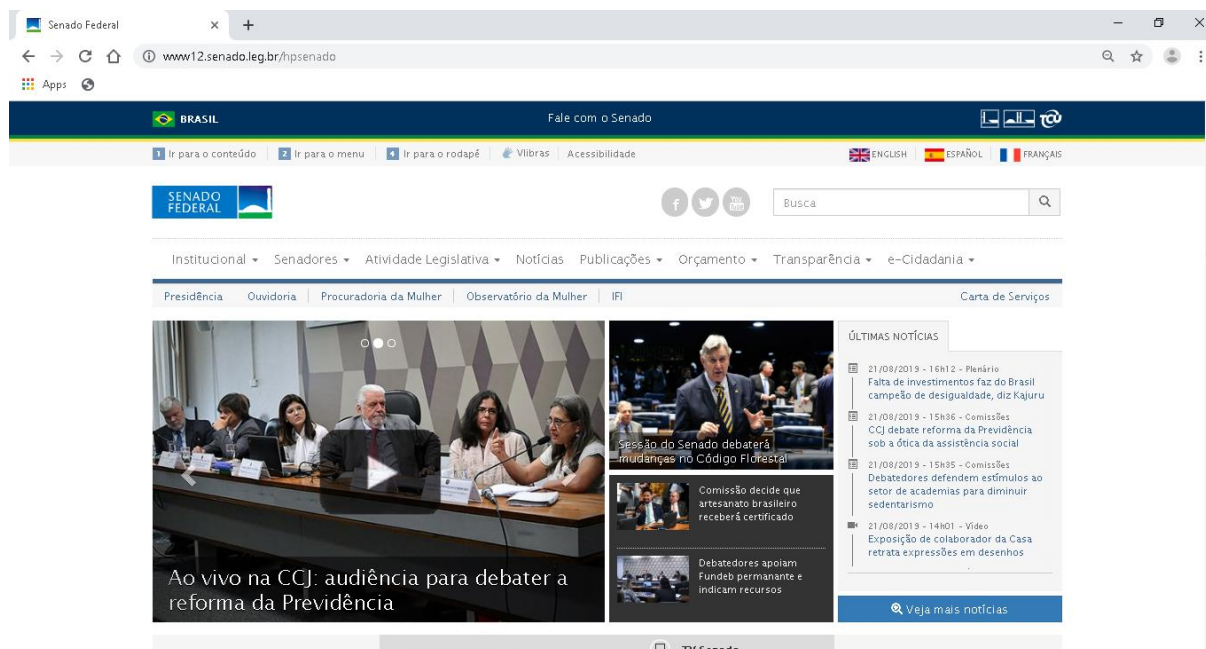 Senado Federal
www12.senado.leg.br/hpsenado
Apps
BRASIL
Fale com o Senado
1 Ir para o conteúdo
2 Ir para o menu
4 Ir para o rodapé
Vlibras
Acessibilidade
ENGLISH
ESPAÑOL
FRANÇAIS
SENADO
FEDERAL
Busca
Institucional Senadores Atividade Legislativa Notícias Publicações Orçamento Transparência e-Cidadania
Presidência Ouvidoria Procuradoria da Mulher Observatório da Mulher IFI Carta de Serviços
Ao vivo na CCJ: audiência para debater a
reforma da Previdência
Sessão do Senado debaterá
mudanças no Código Florestal
Comissão decide que
artesanato brasileiro
receberá certificado
Debatedores apoiam
Fundeb permanante e
indicam recursos
ÚLTIMAS NOTÍCIAS
21/08/2019 - 16h12 - Plenário
Falta de investimentos faz do Brasil
campeão de desigualdade, diz Kajuru
21/08/2019 - 15h36 - Comissões
CCJ debate reforma da Previdência
sob a ótica da assistência social
21/08/2019 - 15h35 - Comissões
Debatedores defendem estímulos ao
setor de academias para diminuir
sedentarismo
21/08/2019 - 14h01 - Vídeo
Exposição de colaborador da Casa
retrata expressões em desenhos
Veja mais notícias
TV Senado